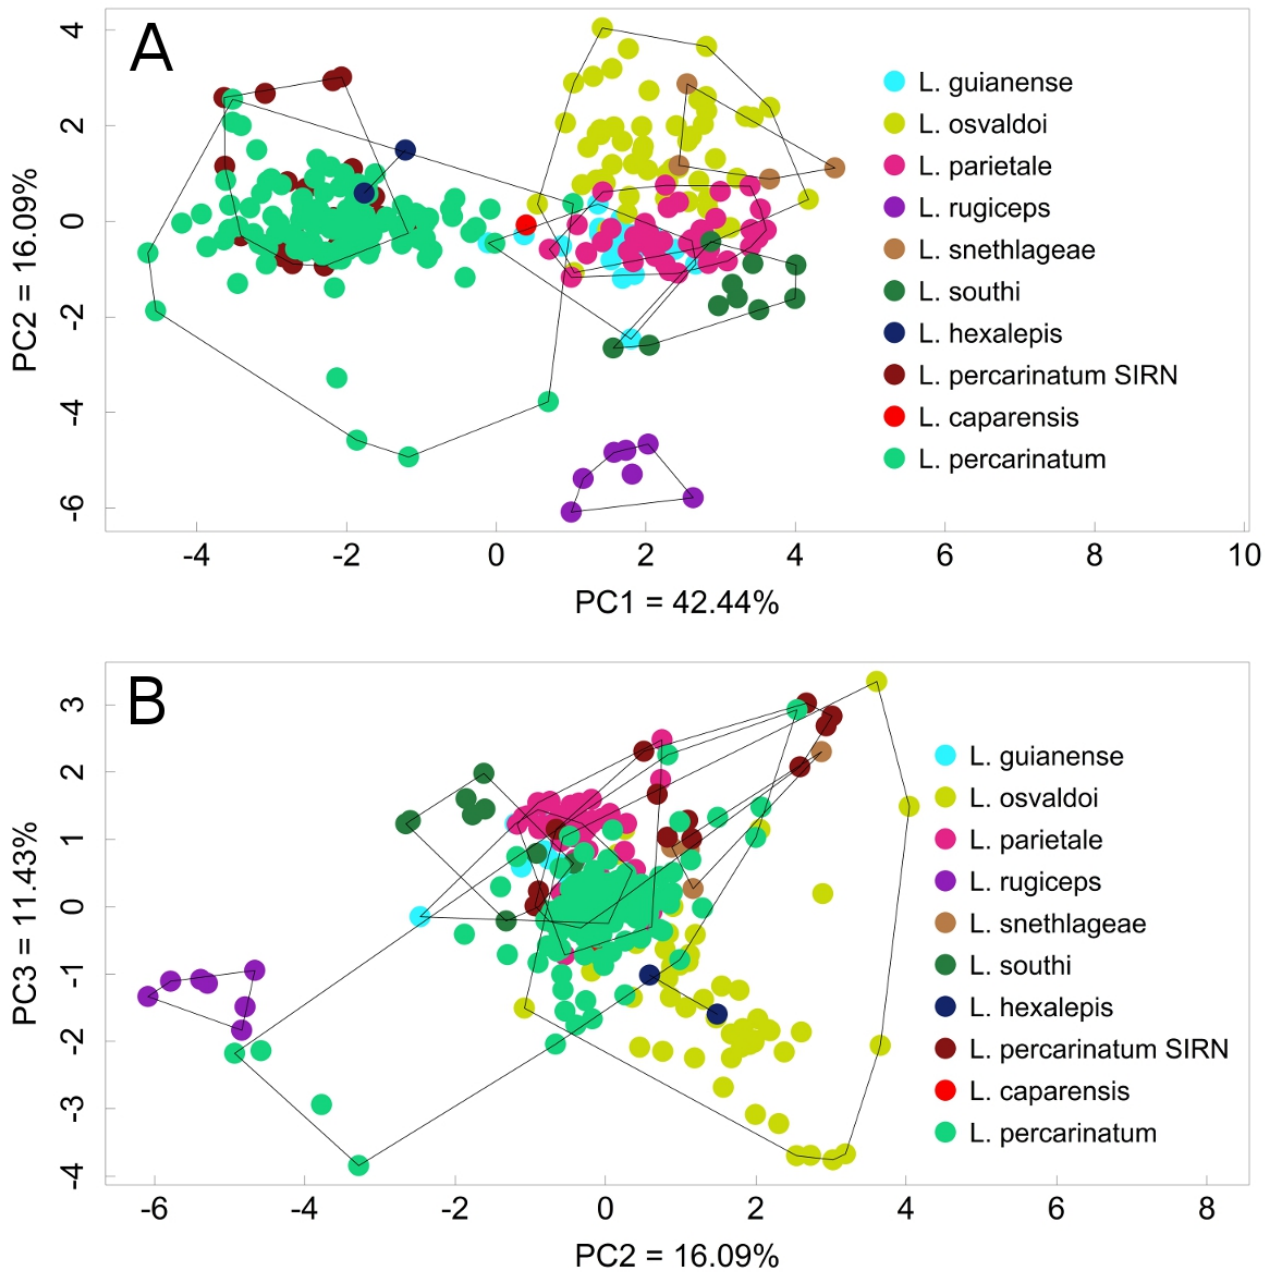 A
4
2
0
-2
-4
-6
PC2 = 16.09%
-4 -2 0 2 4 6 8 10
PC1 = 42.44%
L. guianense
L. osvaldoi
L. parietale
L. rugiceps
L. snethlageae
L. southi
L. hexalepis
L. percarinatum SIRN
L. caparensis
L. percarinatum
B
3
2
1
0
-1
-2
-3
-4
PC3 = 11.43%
-6 -4 -2 0 2 4 6 8
PC2 = 16.09%
L. guianense
L. osvaldoi
L. parietale
L. rugiceps
L. snethlageae
L. southi
L. hexalepis
L. percarinatum SIRN
L. caparensis
L. percarinatum